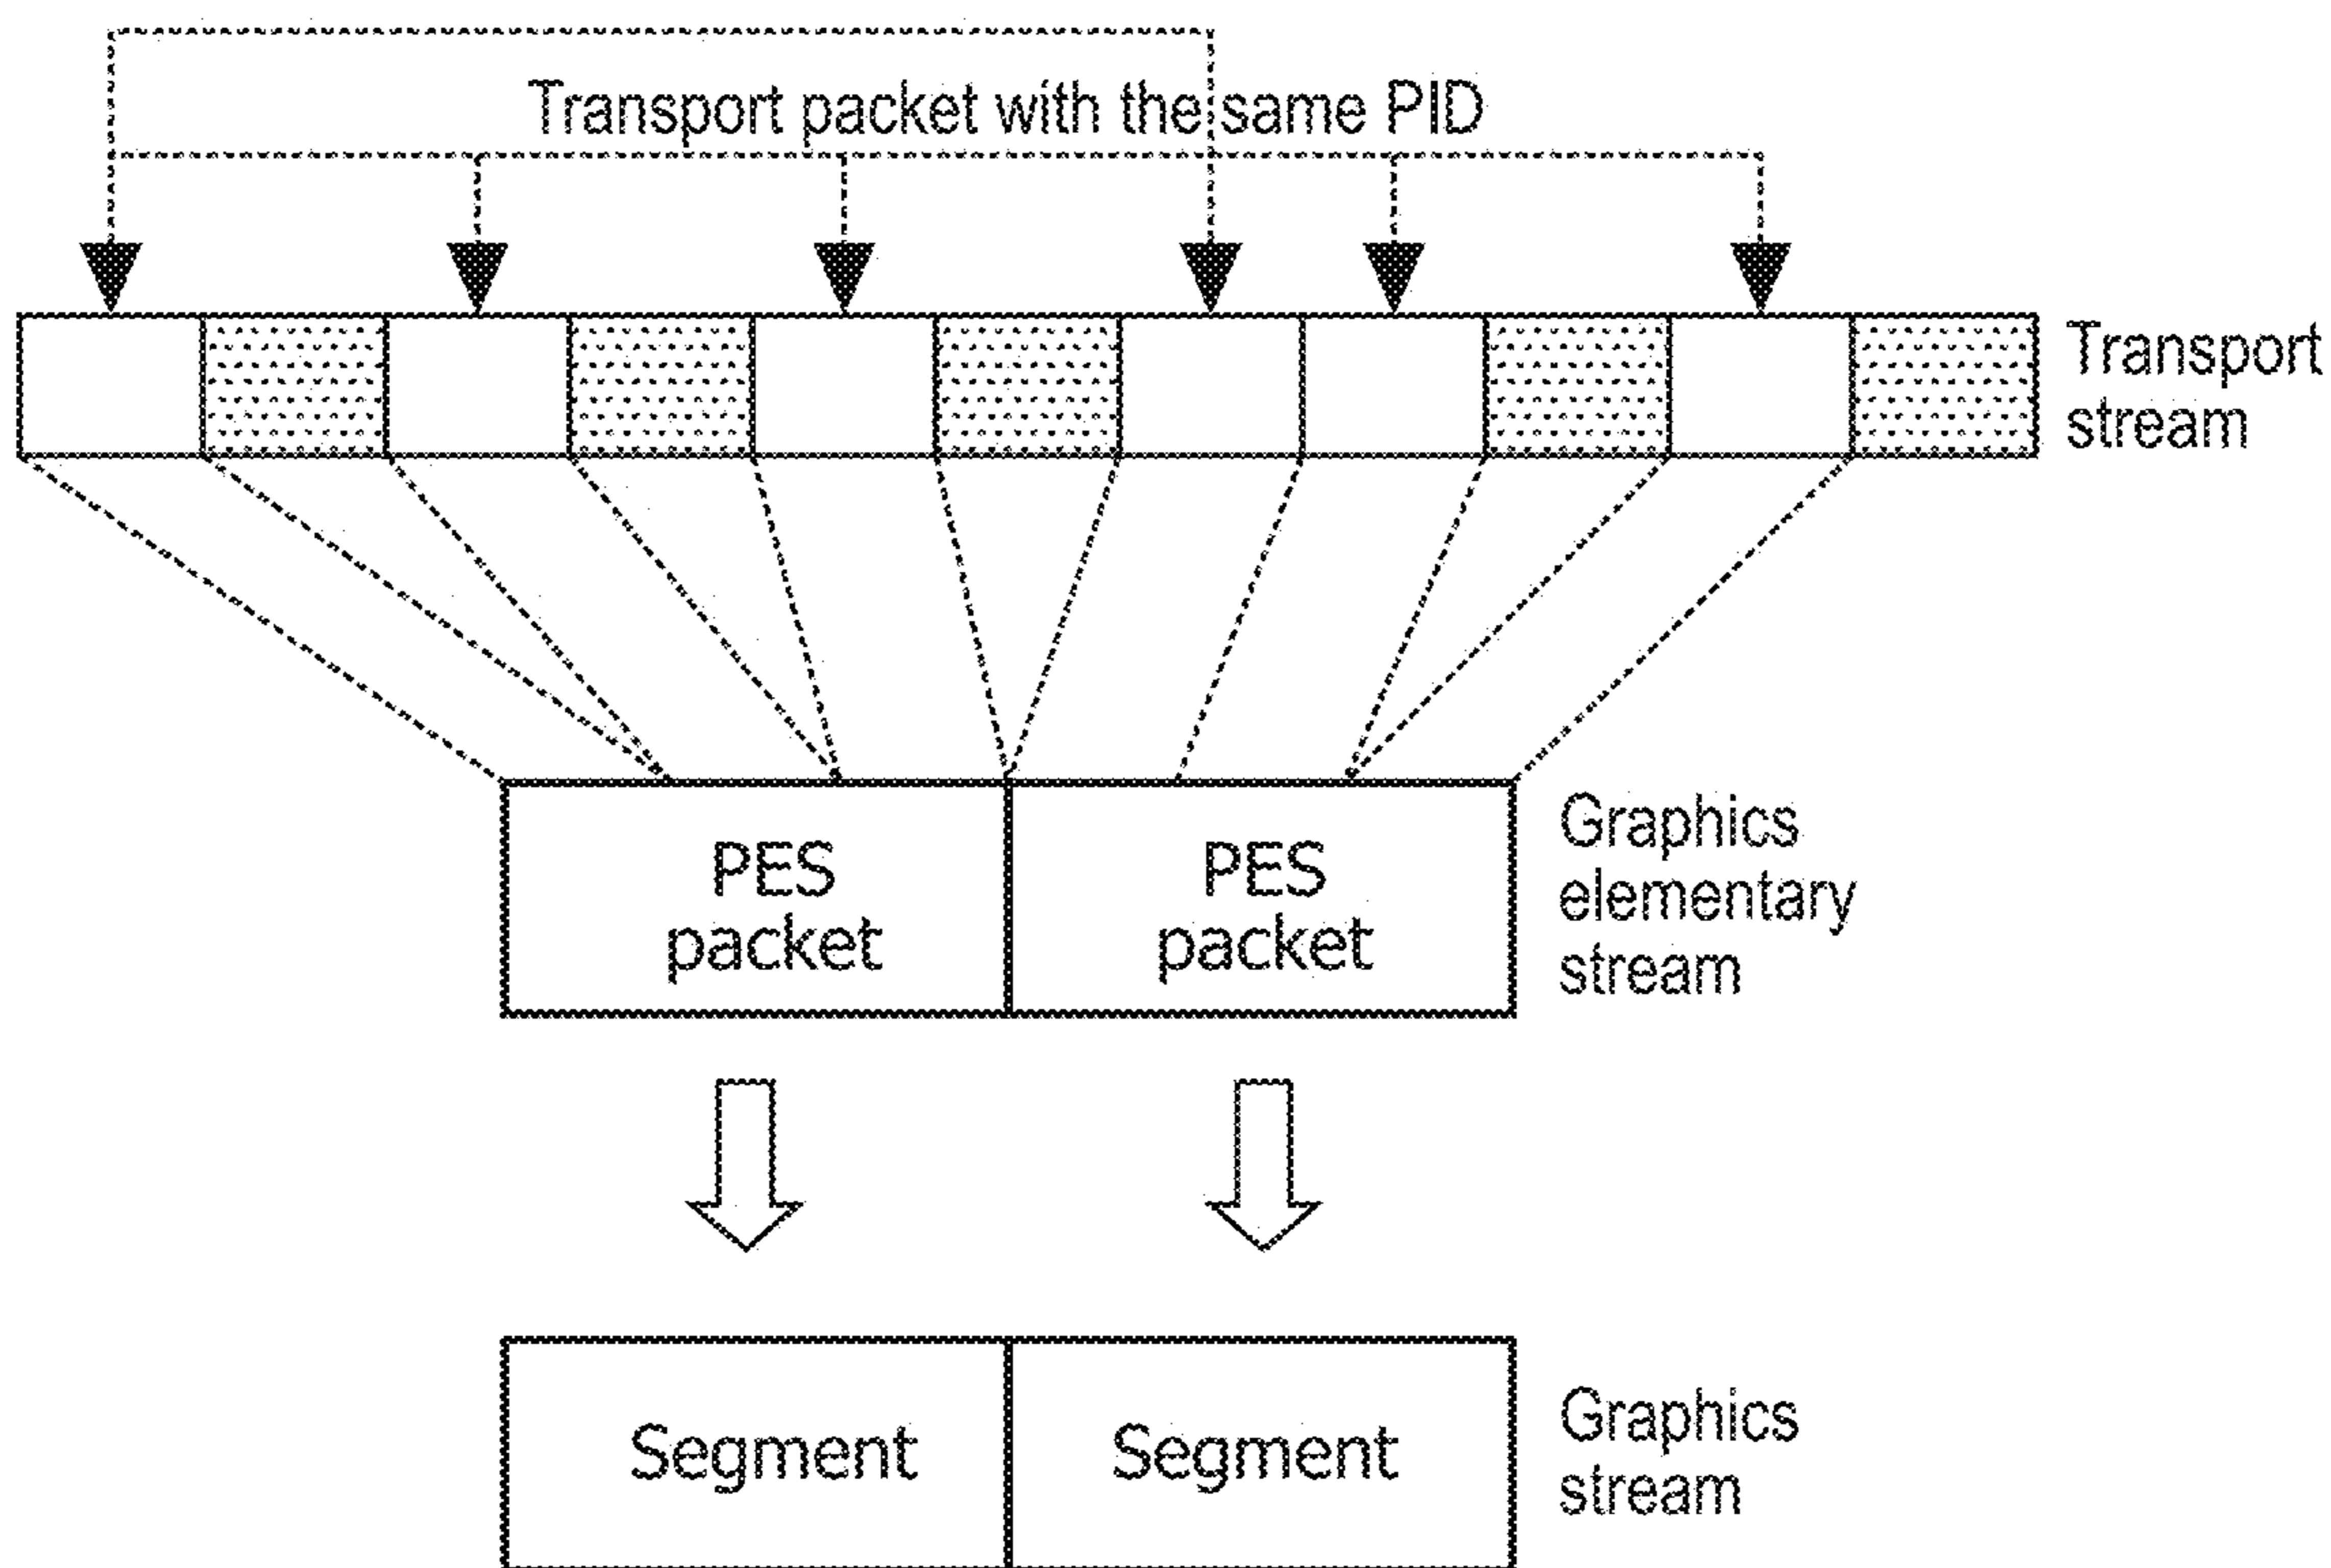 Transport packet with the same PID
Transport
stream
PES
packet
PES
packet
Graphics
elementary
stream
Segment
Segment
Graphics
stream